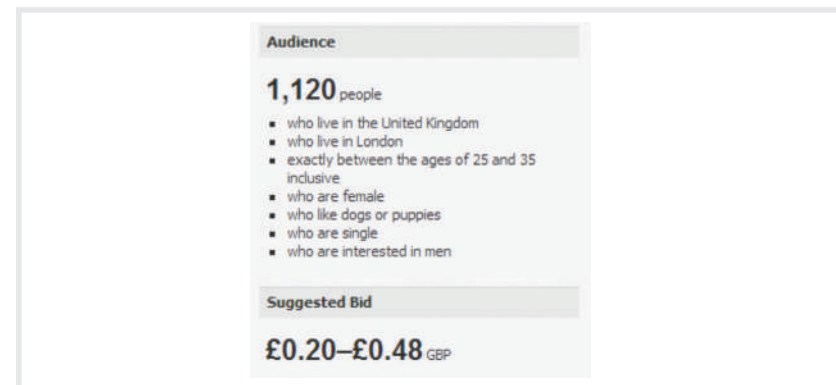 Audience
1,120 people
▪ who live in the United Kingdom
▪ who live in London
▪ exactly between the ages of 25 and 35
inclusive
▪ who are female
▪ who like dogs or puppies
▪ who are single
▪ who are interested in men
Suggested Bid
£0.20–£0.48 GBP